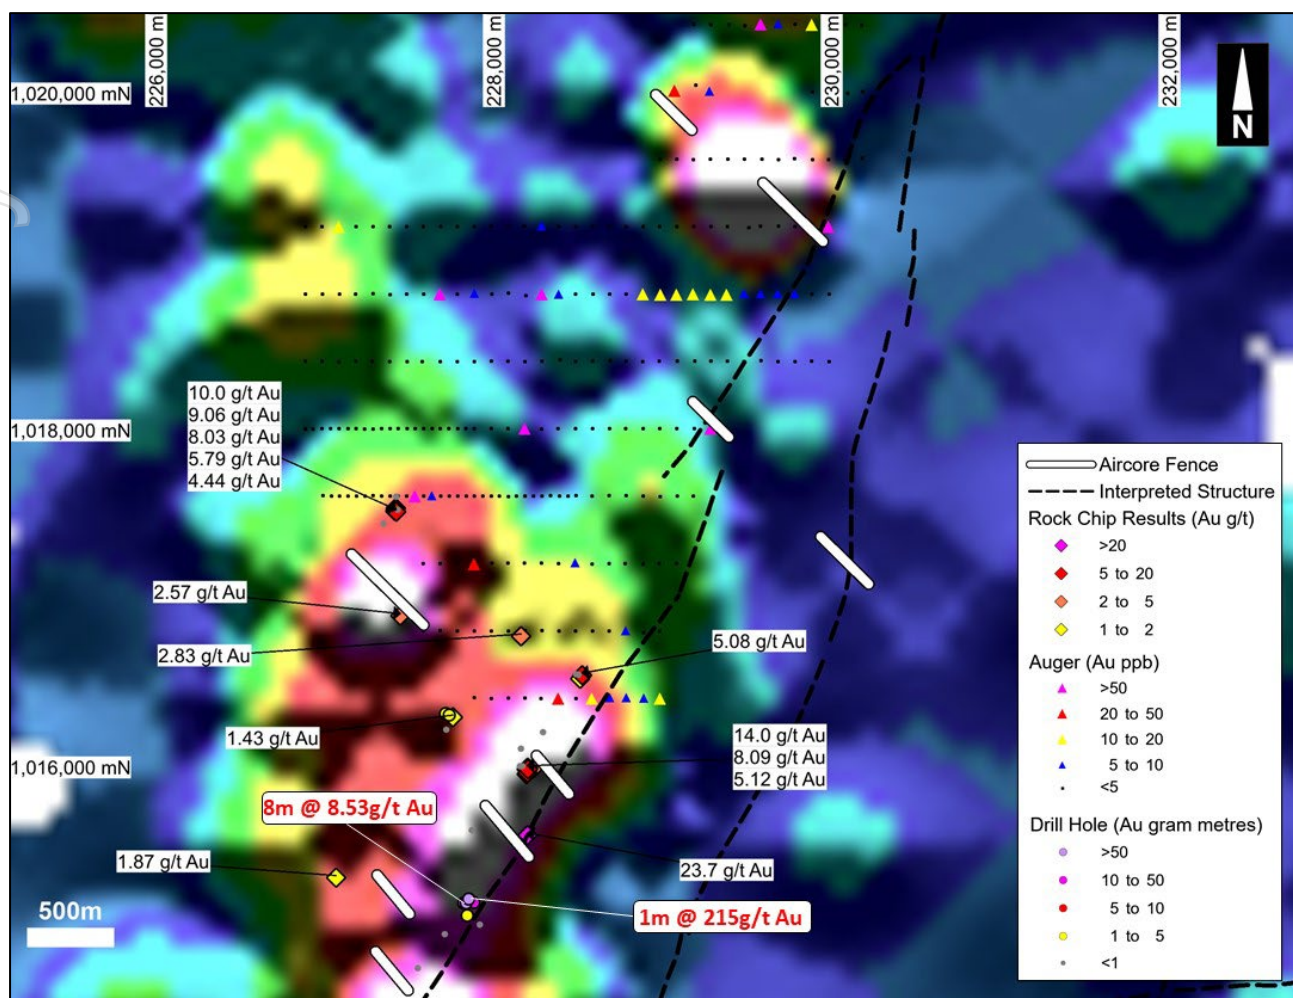 226,000 m
228,000 m
230,000 m
232,000 m
N
1,020,000 mN
1,018,000 mN
1,016,000 mN
10.0 g/t Au
9.06 g/t Au
8.03 g/t Au
5.79 g/t Au
4.44 g/t Au
2.57 g/t Au
2.83 g/t Au
5.08 g/t Au
1.43 g/t Au
14.0 g/t Au
8.09 g/t Au
5.12 g/t Au
8m @ 8.53g/t Au
1.87 g/t Au
23.7 g/t Au
1m @ 215g/t Au
500m
Aircore Fence
Interpreted Structure
Rock Chip Results (Au g/t)
>20
5 to 20
2 to 5
1 to 2
Auger (Au ppb)
>50
20 to 50
10 to 20
5 to 10
<5
Drill Hole (Au gram metres)
>50
10 to 50
5 to 10
1 to 5
<1